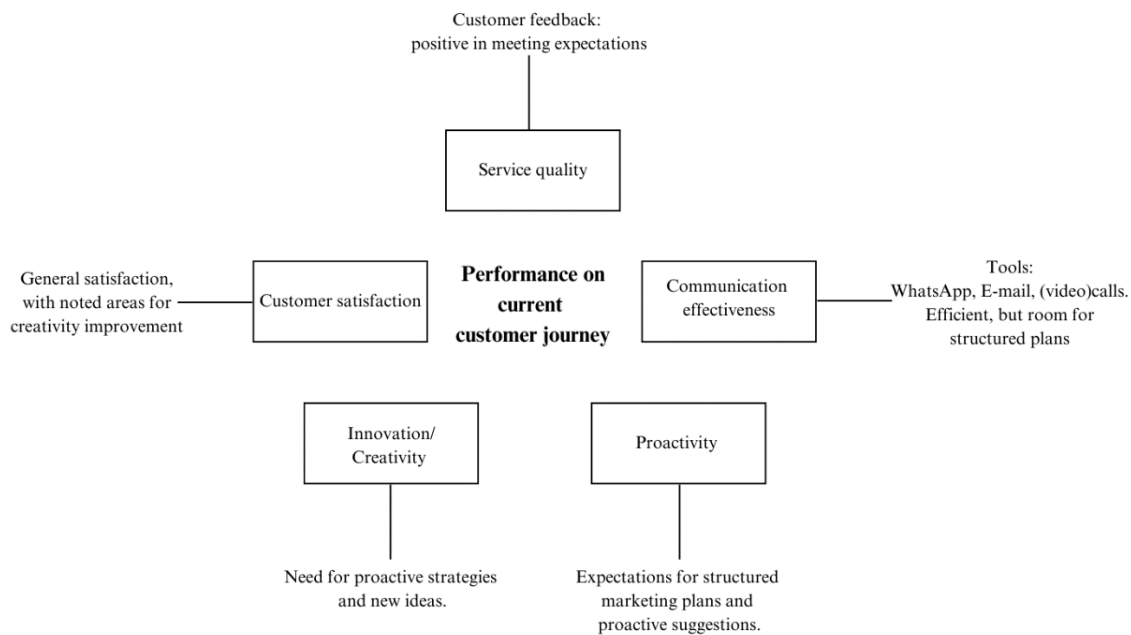 Customer feedback:
positive in meeting expectations
Service quality
General satisfaction,
with noted areas for
creativity improvement
Customer satisfaction
Performance on
current
customer journey
Communication
effectiveness
Tools:
WhatsApp, E-mail, (video)calls.
Efficient, but room for
structured plans
Innovation/
Creativity
Proactivity
Need for proactive strategies
and new ideas.
Expectations for structured
marketing plans and
proactive suggestions.